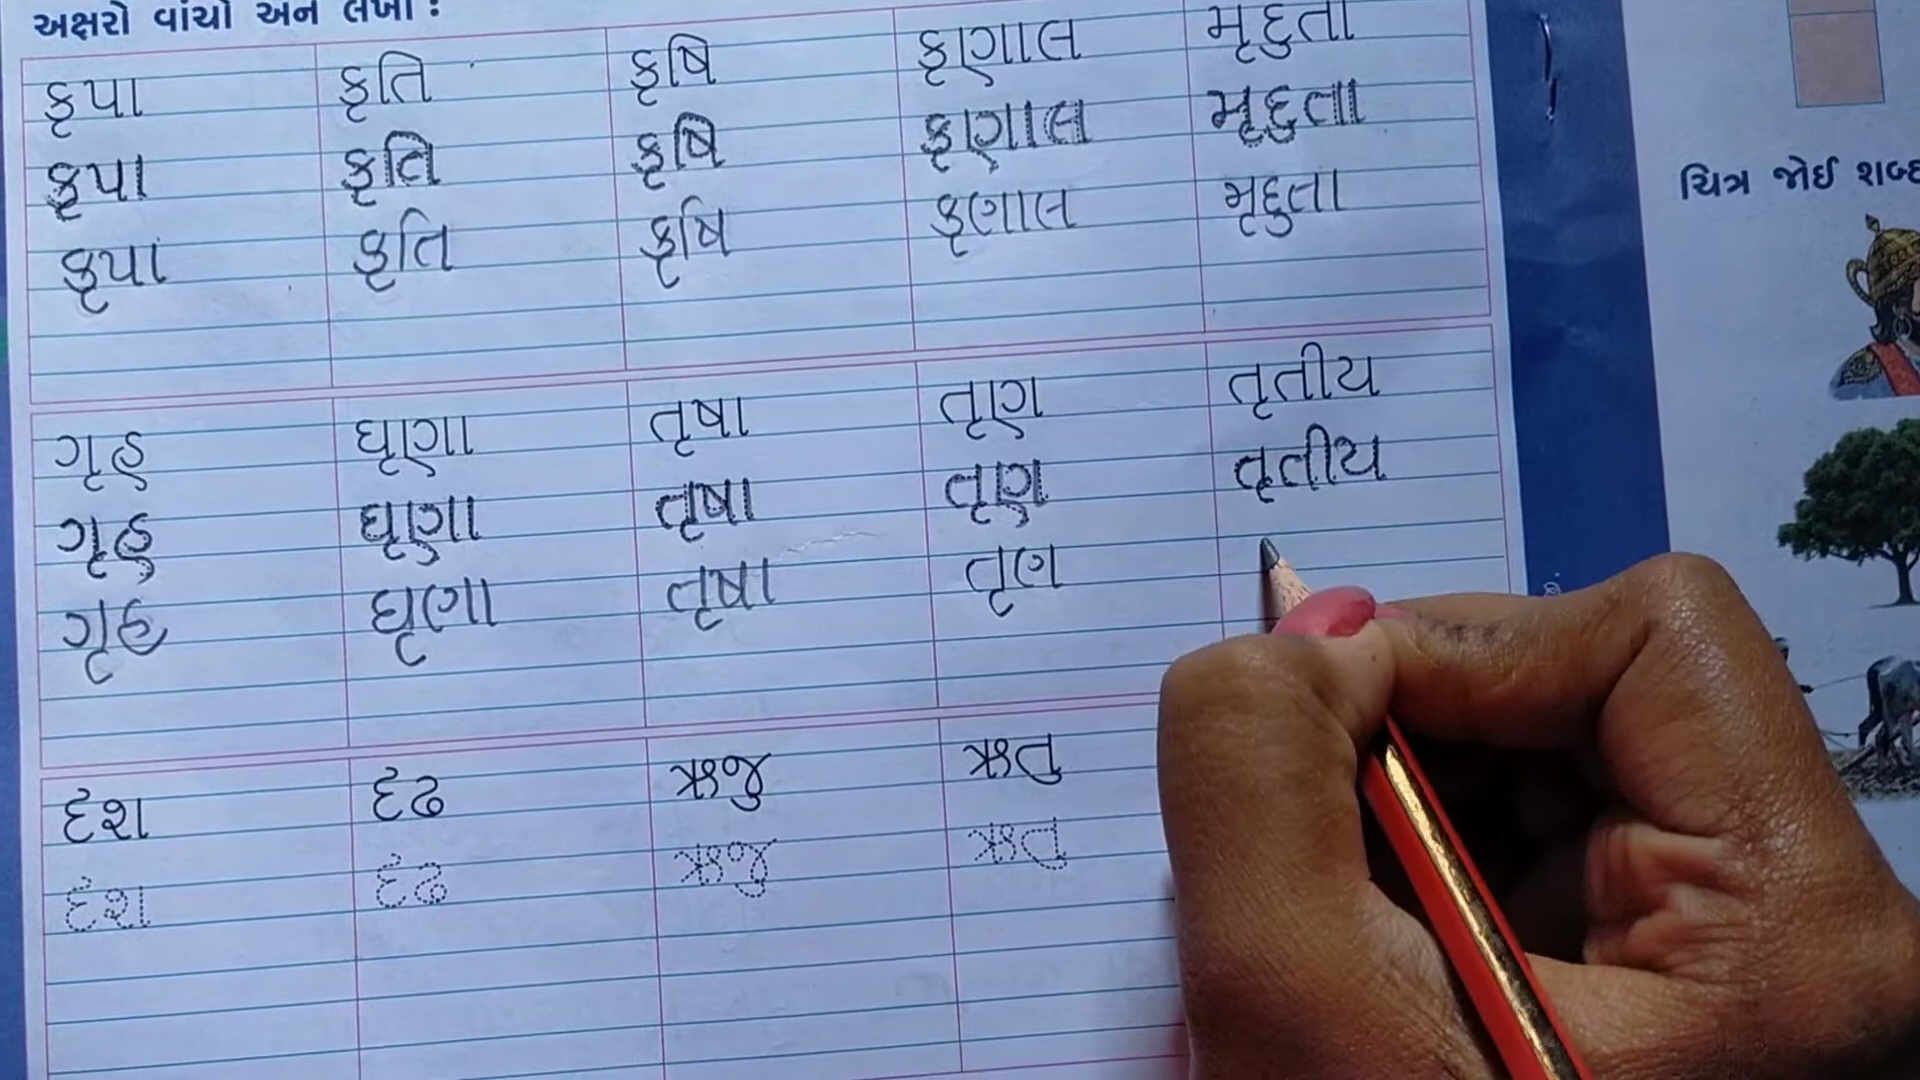 અક્ષરો વાંચો અને લખો :
કૃપા કૃતિ કૃષિ કૃણાલ મૃદુતા
કૃપા કૃતિ કૃષિ કૃણાલ મૃદુતા
કૃપા કૃતિ કૃષિ કૃણાલ મૃદુતા
ચિત્ર જોઈ શબ્દ
ગૃહ ઘૃણા તૃષા તૃણ તૃતીય
ગૃહ ઘૃણા તૃષા તૃણ તૃતીય
ગૃહ ઘૃણા તૃષા તૃણ
દૃશ દૃઢ ઋજુ ઋતુ
દૃશ દૃઢ ઋજુ ઋતુ